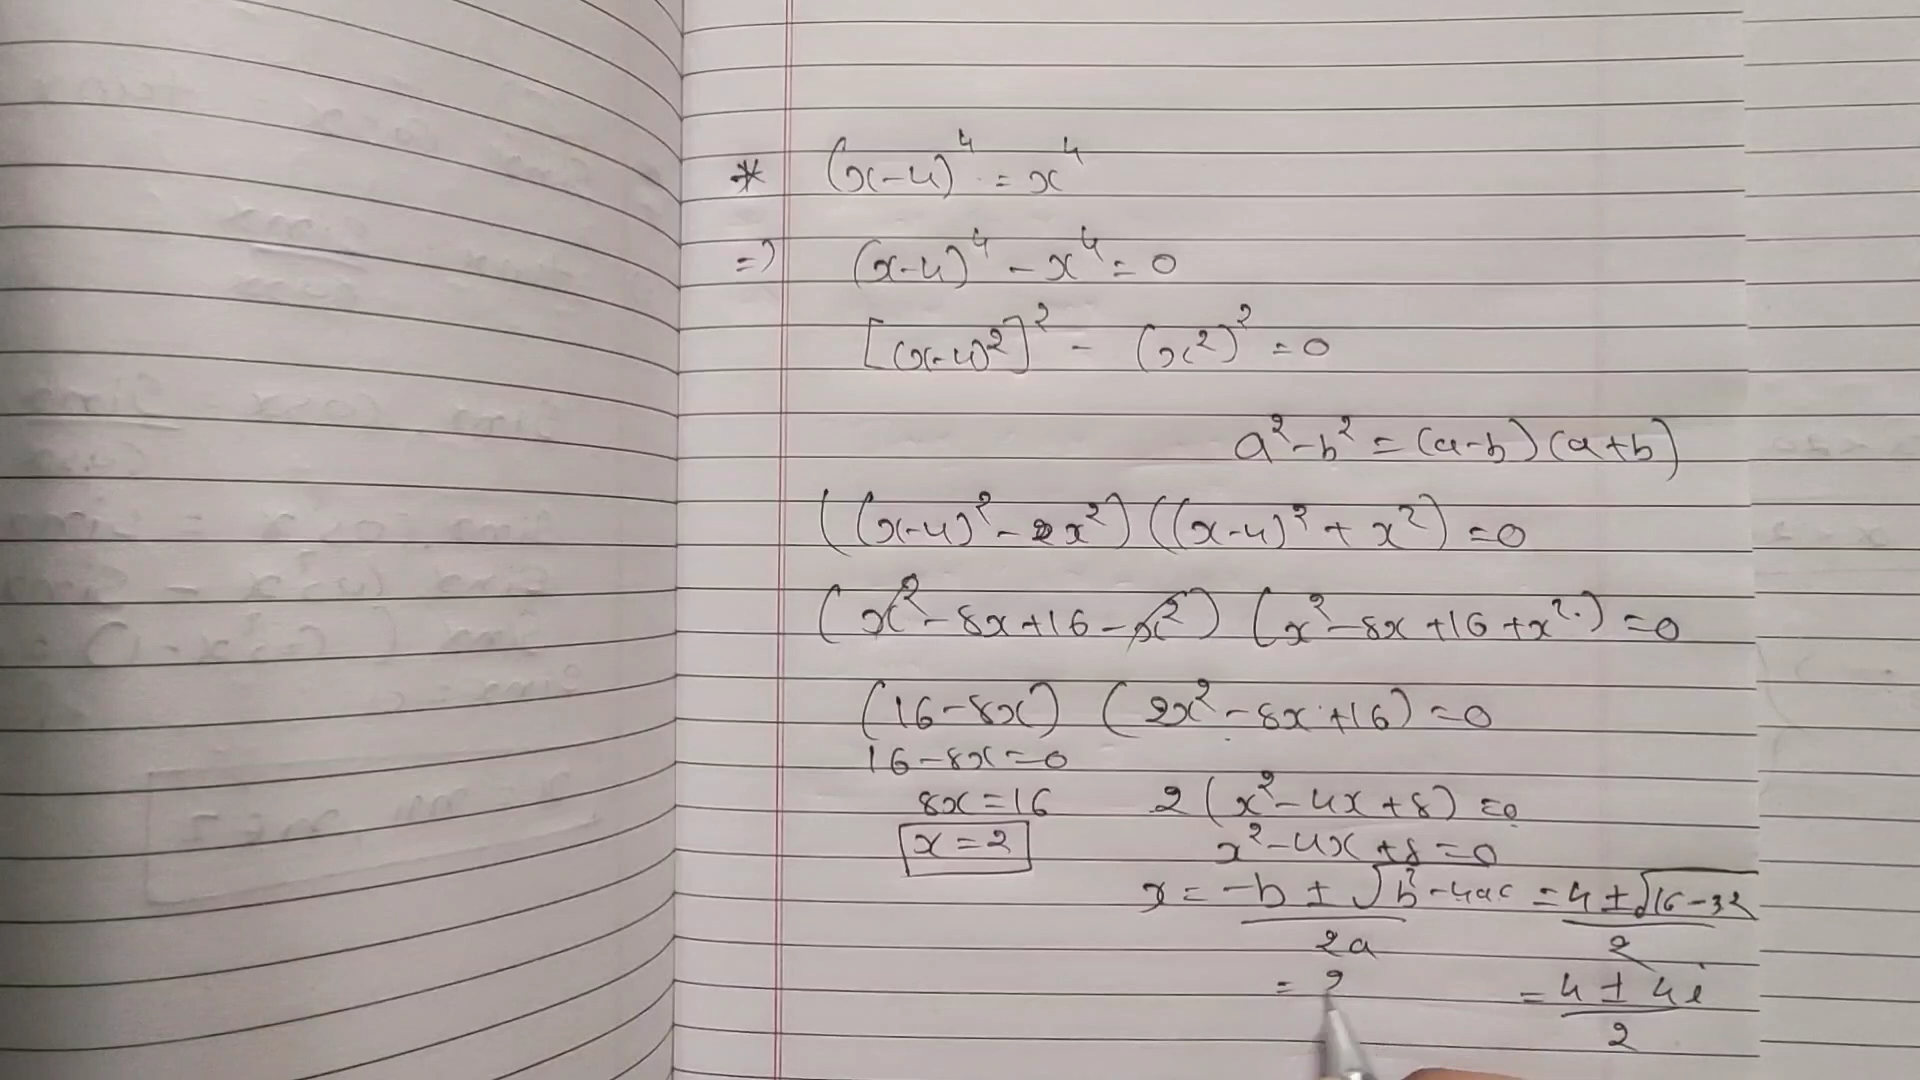 * (x-4)⁴ = x⁴
=) (x-4)⁴ - x⁴ = 0
[(x-4)²]² - (x²)² = 0
a² - b² = (a-b)(a+b)
((x-4)² - x²)((x-4)² + x²) = 0
(x² - 8x + 16 - x²) (x² - 8x + 16 + x²) = 0
(16 - 8x) (2x² - 8x + 16) = 0
16 - 8x = 0
8x = 16 2(x² - 4x + 8) = 0
x = 2 x² - 4x + 8 = 0
x = -b ± √b² - 4ac / 2a = 4 ± √16 - 32 / 2
= 2 = 4 ± 4i / 2